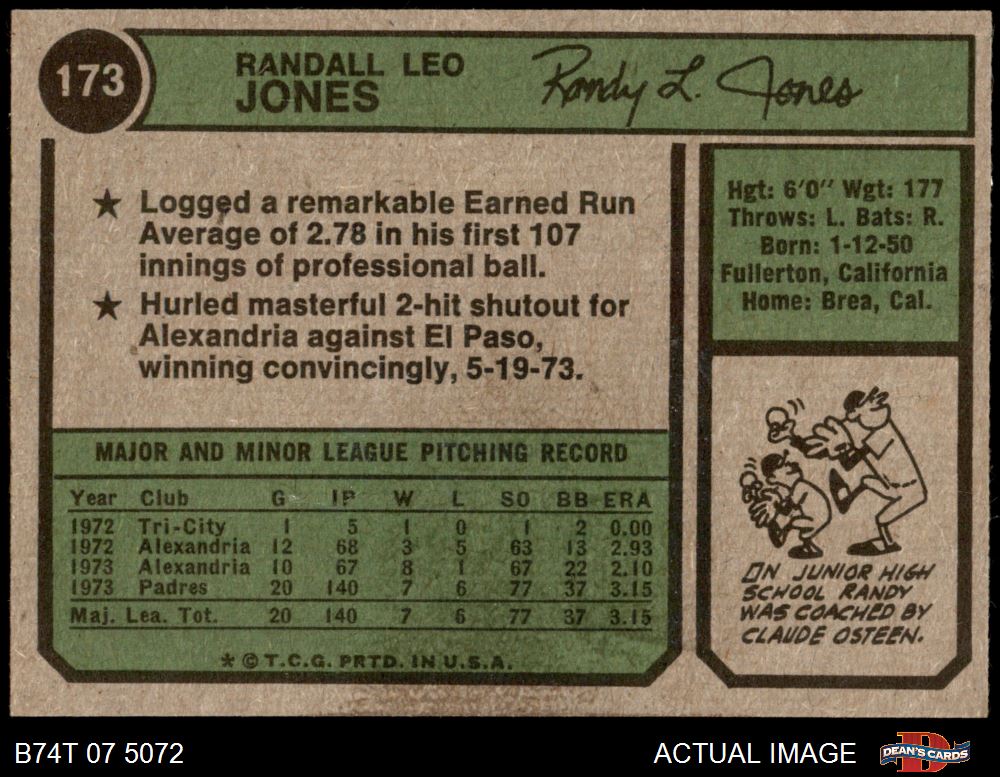 173
RANDALL LEO
JONES
Randy L. Jones
★ Logged a remarkable Earned Run
Average of 2.78 in his first 107
innings of professional ball.
★ Hurled masterful 2-hit shutout for
Alexandria against El Paso,
winning convincingly, 5-19-73.
MAJOR AND MINOR LEAGUE PITCHING RECORD
Year Club G IP W L SO BB ERA
1972 Tri-City 1 5 1 0 1 2 0.00
1972 Alexandria 12 68 3 5 63 13 2.93
1973 Alexandria 10 67 8 1 67 22 2.10
1973 Padres 20 140 7 6 77 37 3.15
Maj. Lea. Tot. 20 140 7 6 77 37 3.15
* © T.C.G. PRTD. IN U.S.A.
Hgt: 6'0" Wgt: 177
Throws: L. Bats: R.
Born: 1-12-50
Fullerton, California
Home: Brea, Cal.
IN JUNIOR HIGH
SCHOOL RANDY
WAS COACHED BY
CLAUDE OSTEEN.
B74T 07 5072
ACTUAL IMAGE
DEAN'S CARDS